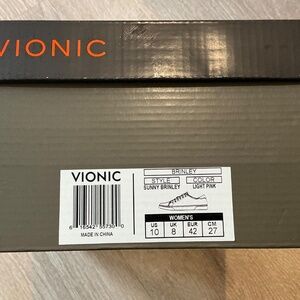 VIONIC
VIONIC
BRINLEY
STYLE COLOR
SUNNY BRINLEY LIGHT PINK
WOMEN'S
US UK EUR CM
10 8 42 27
MADE IN CHINA